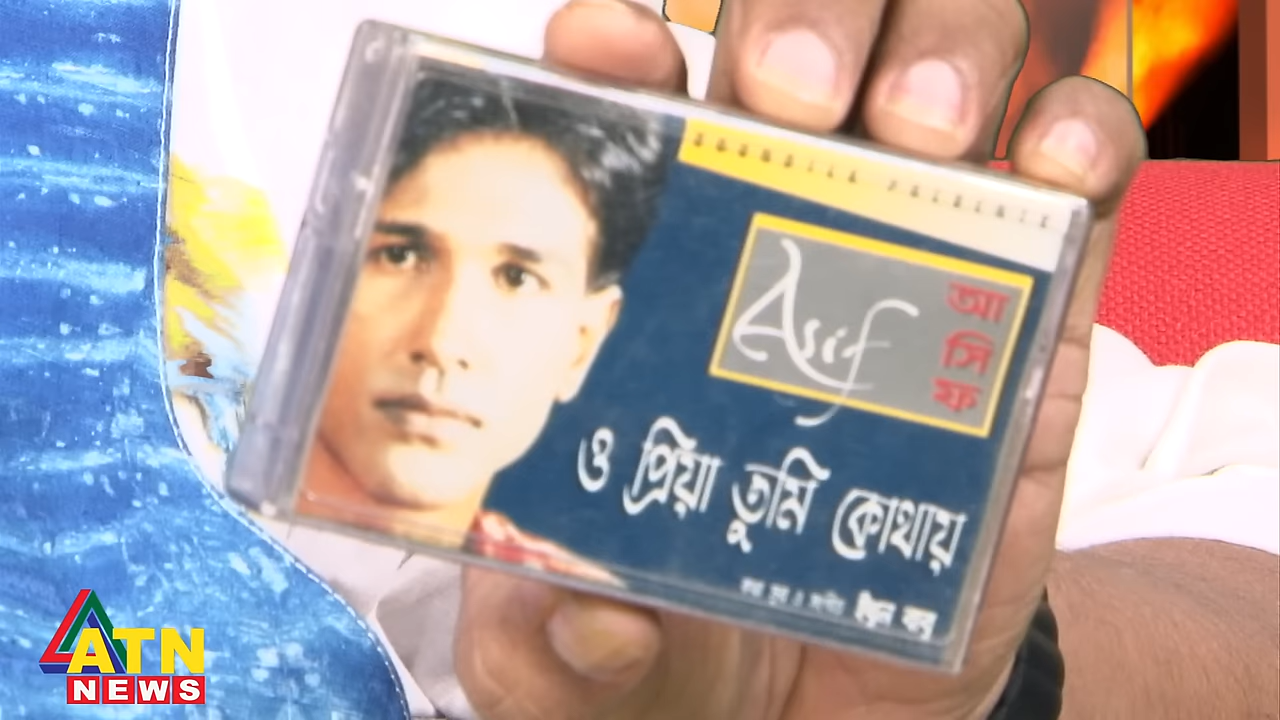 Asif
আ
সি
ফ
ও প্রিয়া তুমি কোথায়
ATN
NEWS